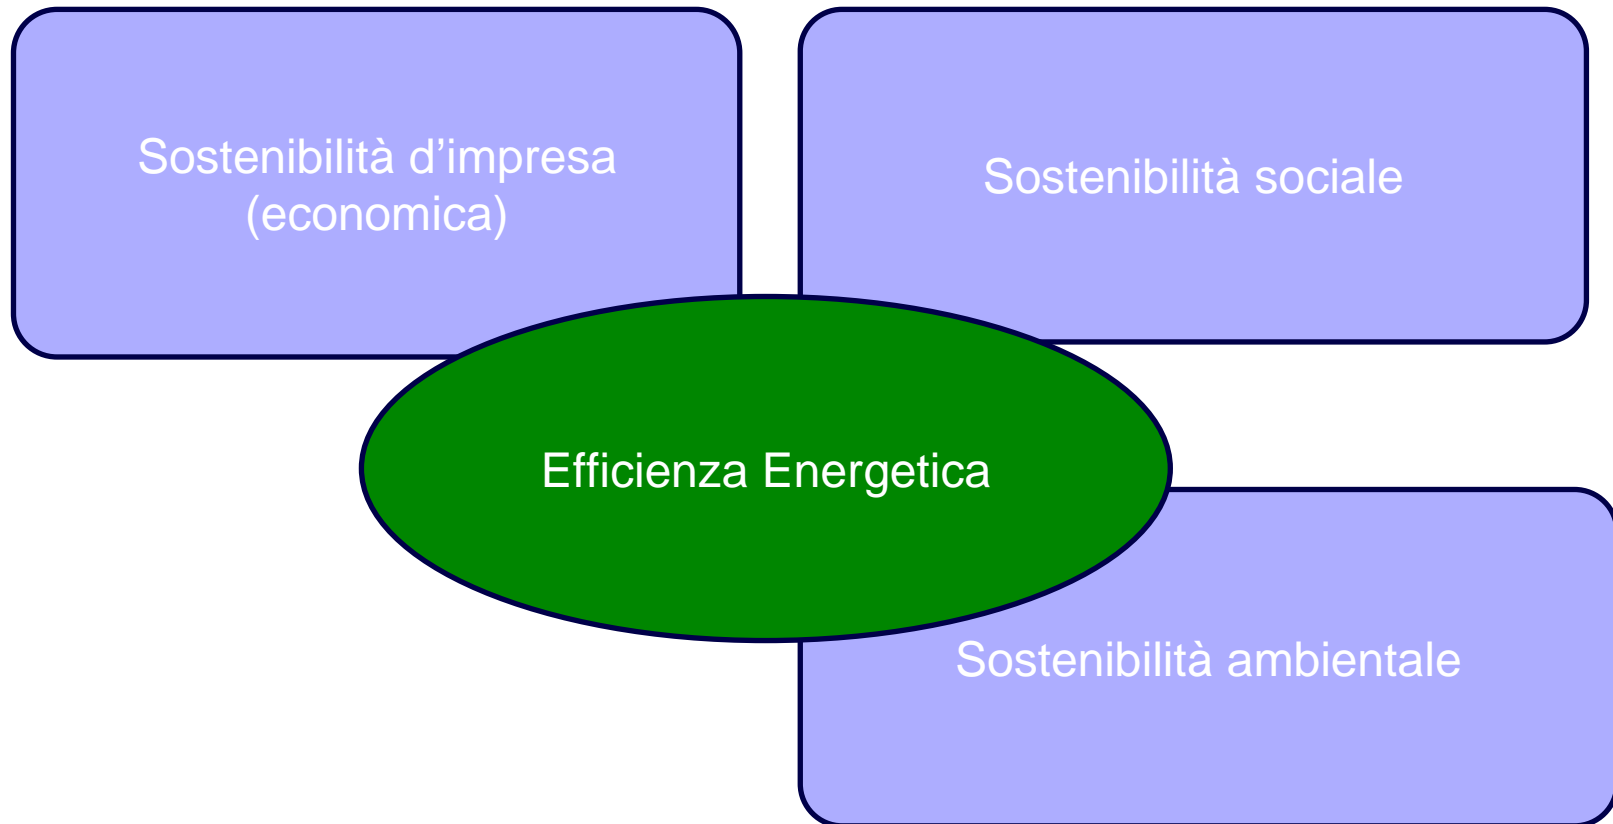 Sostenibilità d’impresa
(economica)
Sostenibilità sociale
Efficienza Energetica
Sostenibilità ambientale